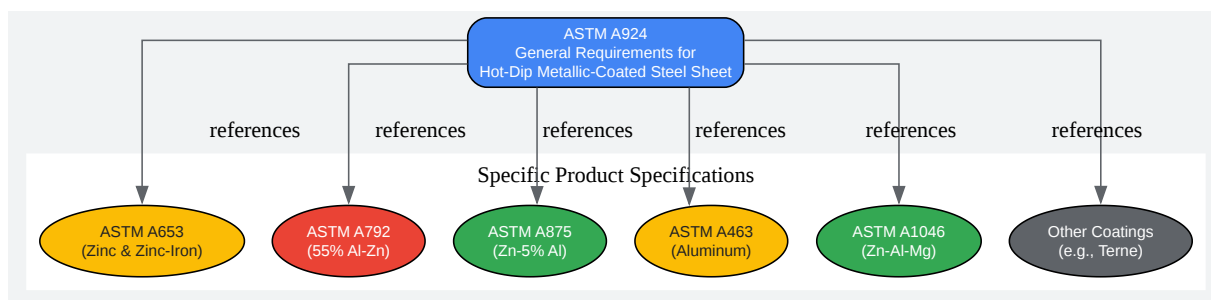 ASTM A924
General Requirements for
Hot-Dip Metallic-Coated Steel Sheet
references
references
references
references
references
references
Specific Product Specifications
ASTM A653
(Zinc & Zinc-Iron)
ASTM A792
(55% Al-Zn)
ASTM A875
(Zn-5% Al)
ASTM A463
(Aluminum)
ASTM A1046
(Zn-Al-Mg)
Other Coatings
(e.g., Terne)